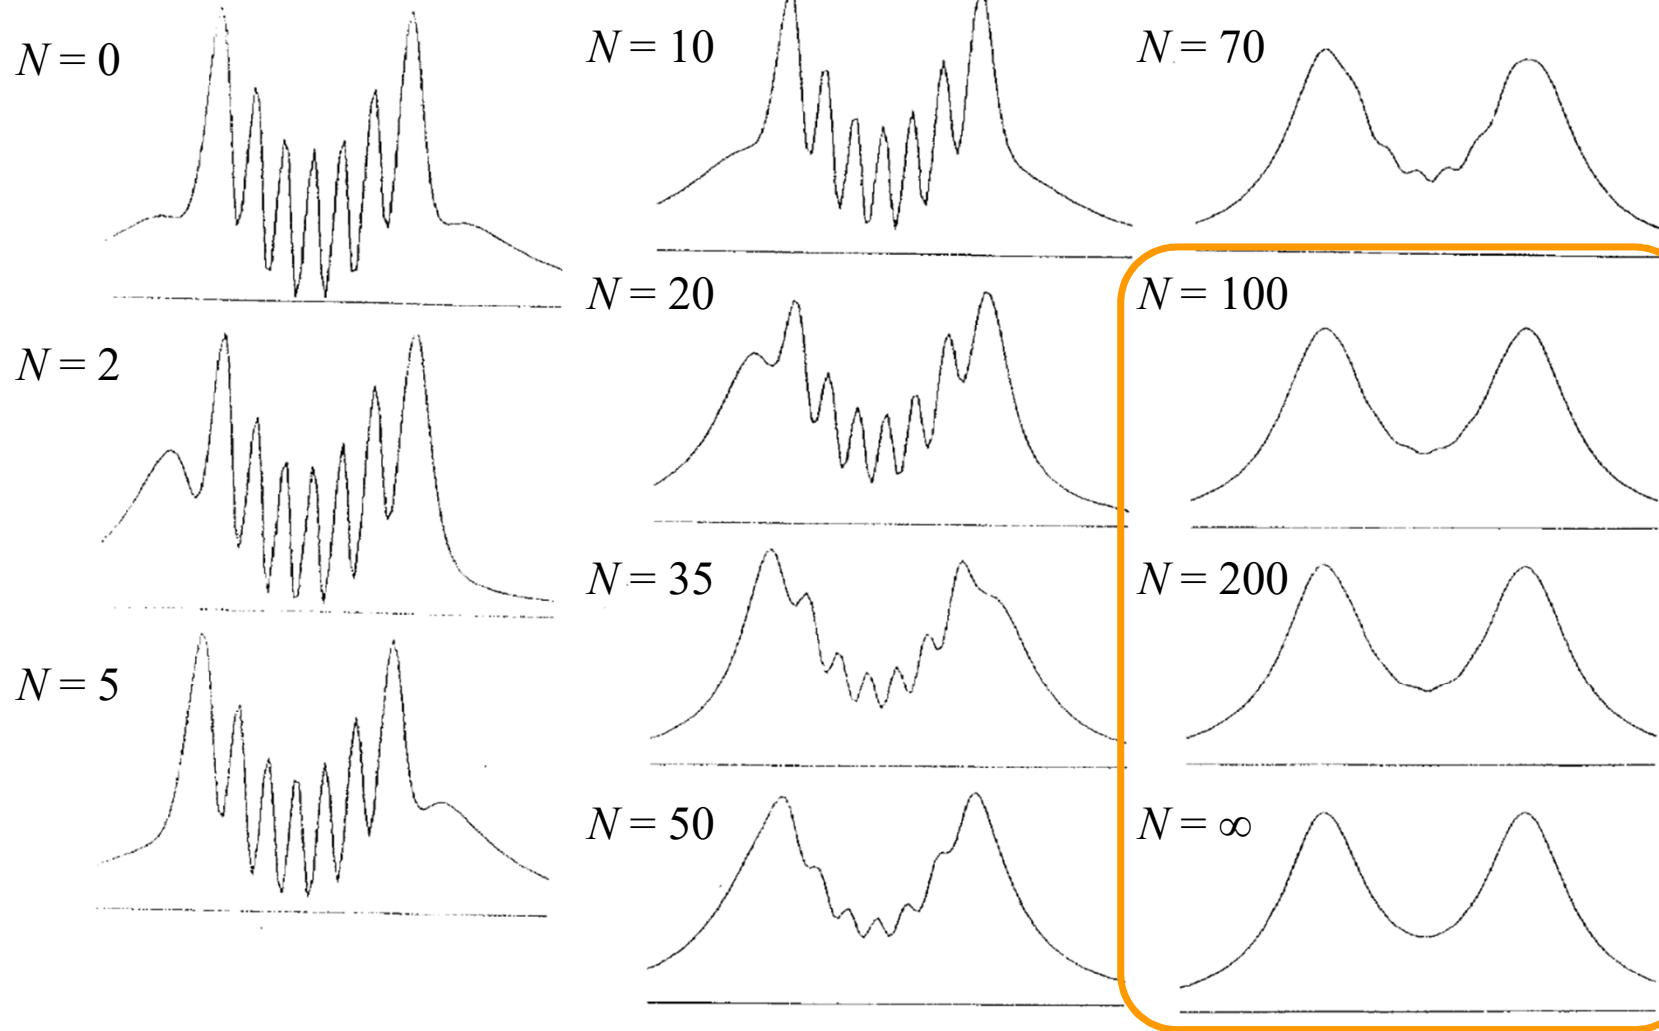 N = 0
N = 2
N = 5
N = 10
N = 20
N = 35
N = 50
N = 70
N = 100
N = 200
N = ∞